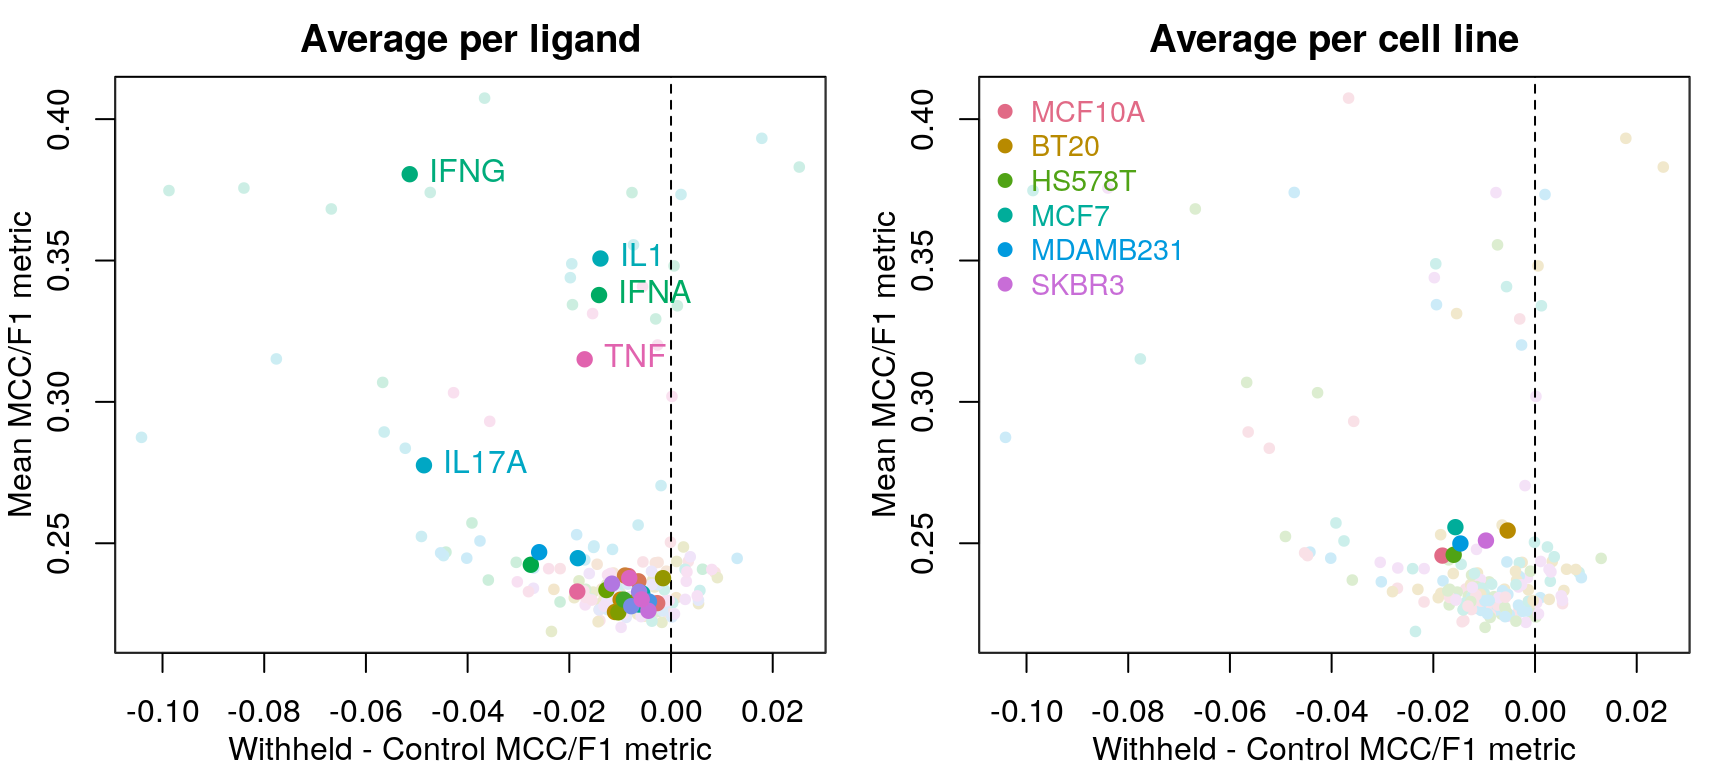 Average per ligand
Mean MCC/F1 metric
0.40
0.35
0.30
0.25
IFNG
IL1
IFNA
TNF
IL17A
-0.10 -0.08 -0.06 -0.04 -0.02 0.00 0.02
Withheld - Control MCC/F1 metric
Average per cell line
Mean MCC/F1 metric
0.40
0.35
0.30
0.25
MCF10A
BT20
HS578T
MCF7
MDAMB231
SKBR3
-0.10 -0.08 -0.06 -0.04 -0.02 0.00 0.02
Withheld - Control MCC/F1 metric